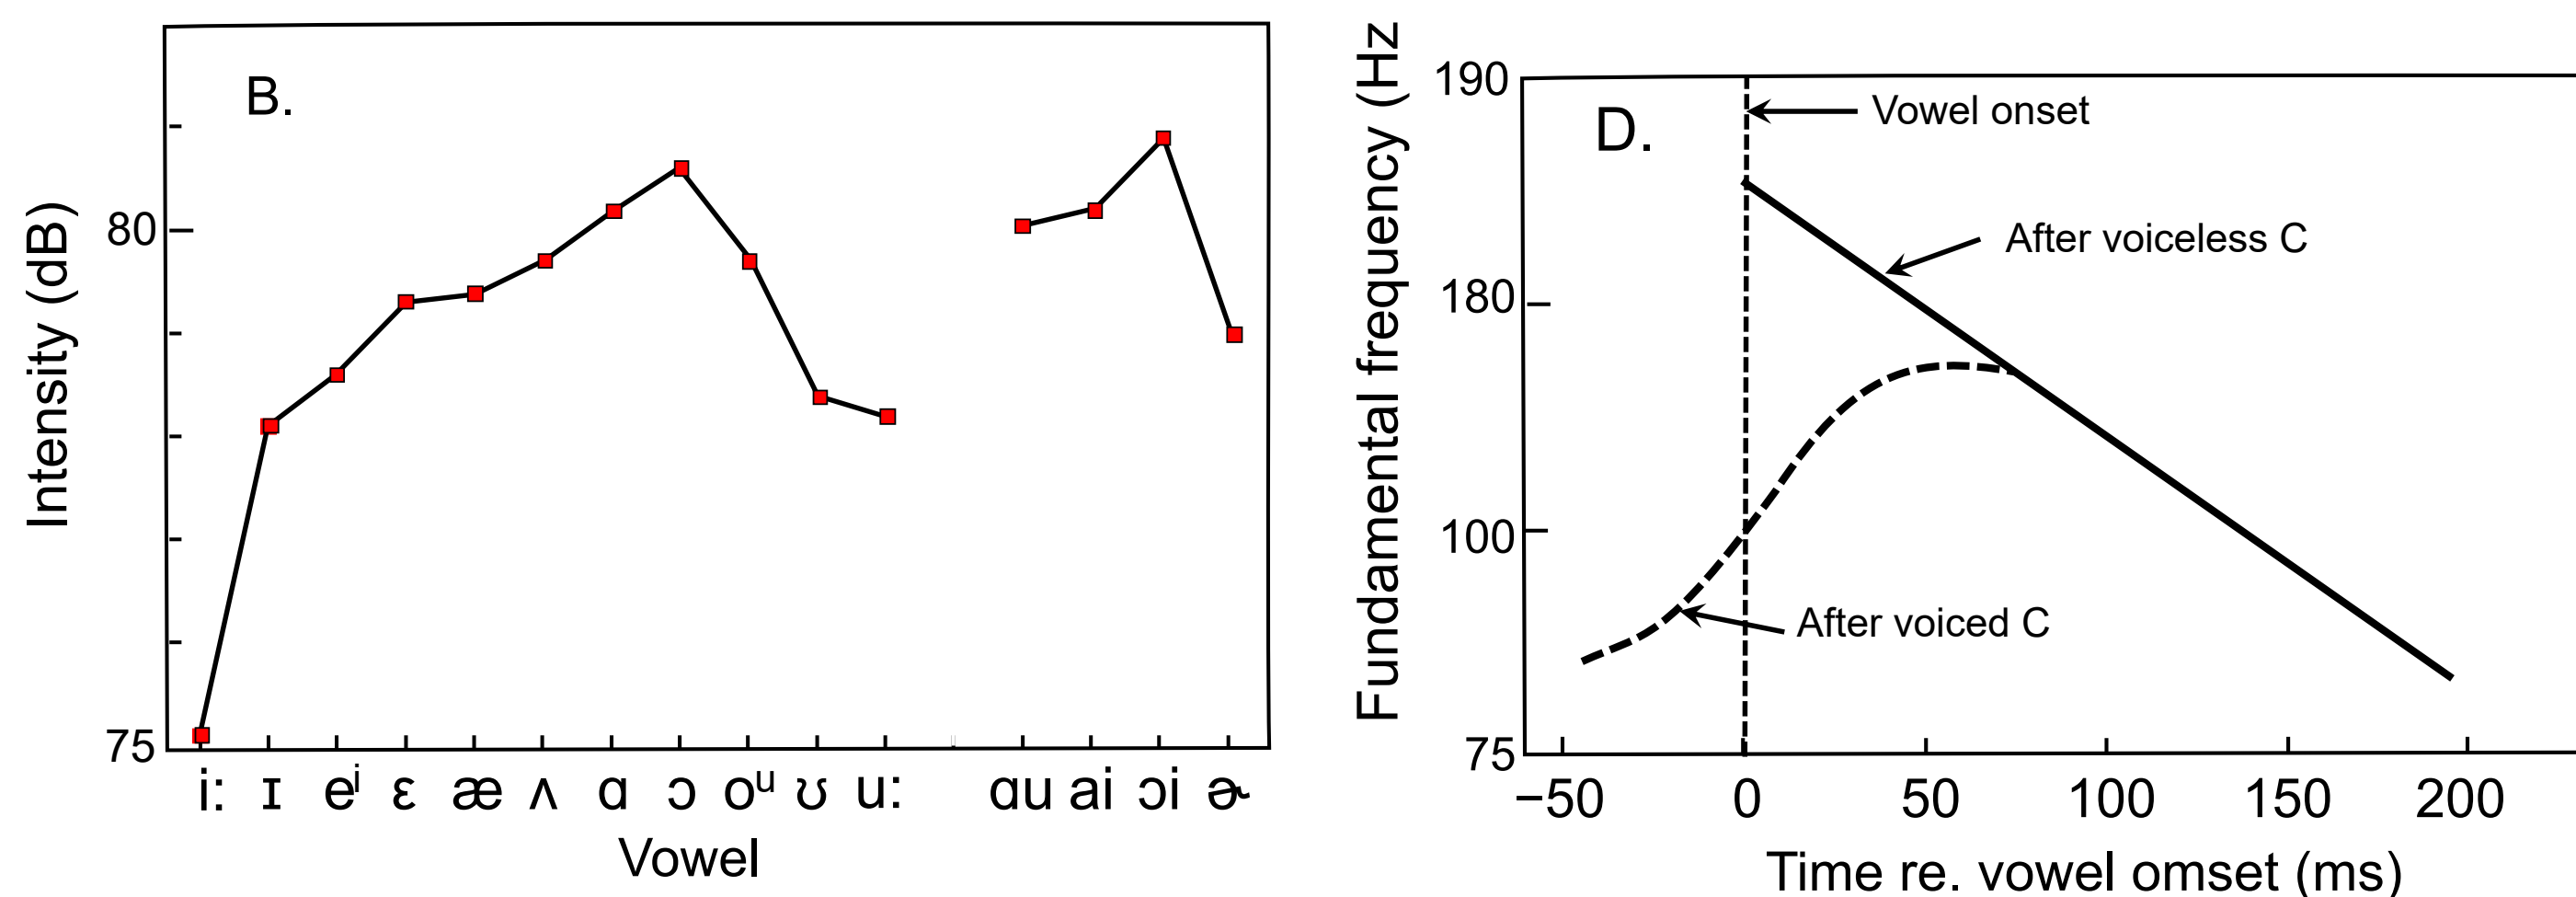 B.
Intensity (dB)
80
75
i: ɪ eʲ ɛ æ ʌ ɑ ɔ oᵘ ʊ u: ɑu ai ɔi ɚ
Vowel
D.
Fundamental frequency (Hz
190
180
100
75
Vowel onset
After voiceless C
After voiced C
−50 0 50 100 150 200
Time re. vowel omset (ms)